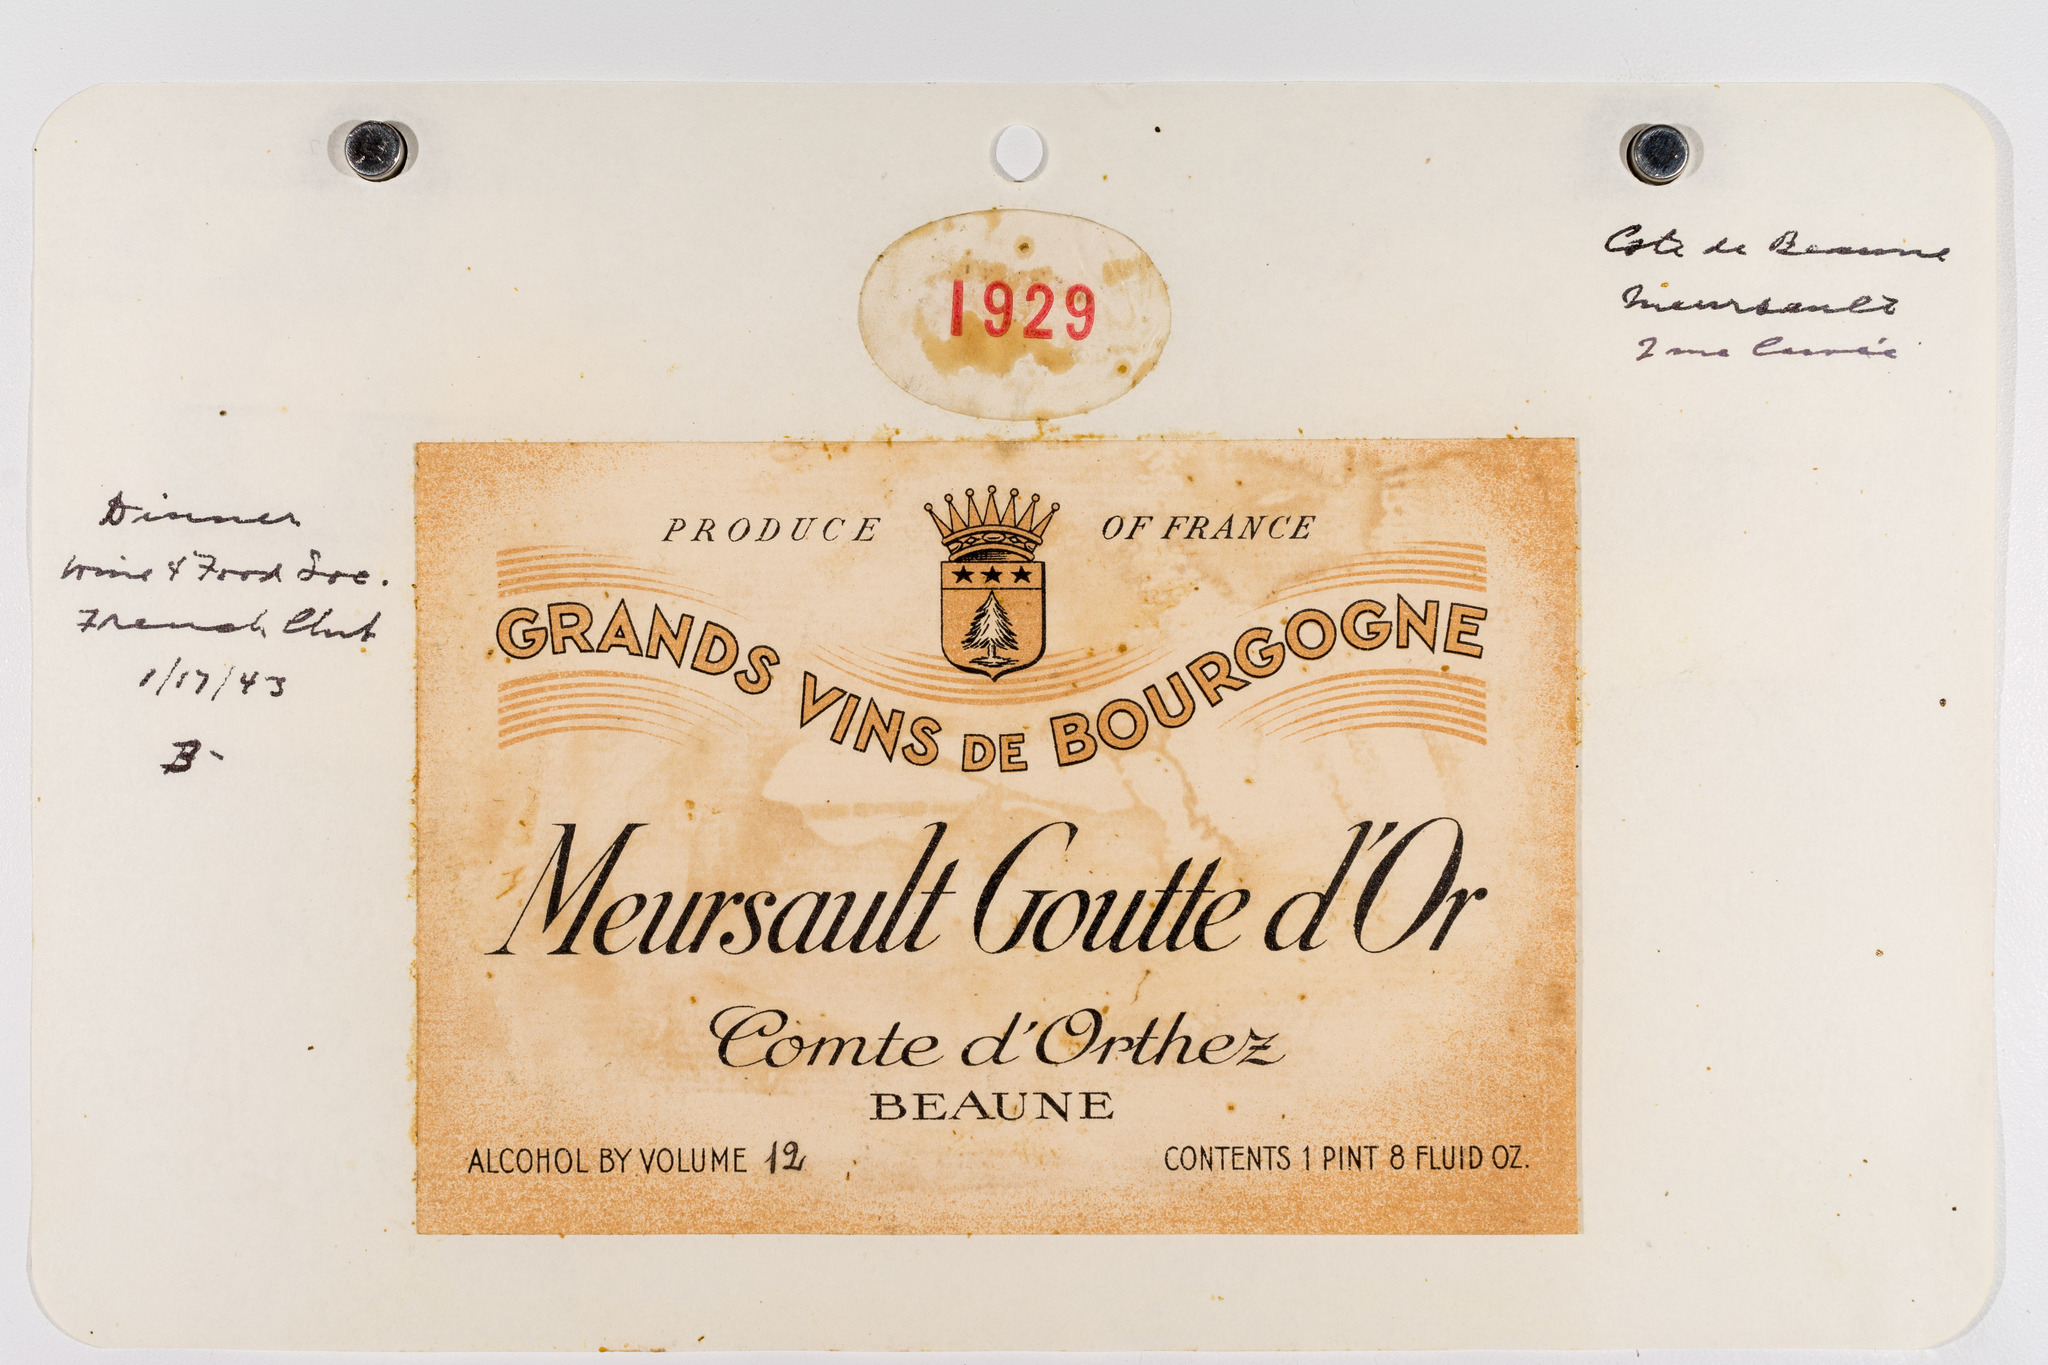 1929
Cote de Beaune
Meursault
2 me Cuvée
Dinner
Wine & Food Soc.
French Club
1/17/43
B-
PRODUCE OF FRANCE
GRANDS VINS DE BOURGOGNE
Meursault Goutte d'Or
Comte d'Orthez
BEAUNE
ALCOHOL BY VOLUME 12
CONTENTS 1 PINT 8 FLUID OZ.